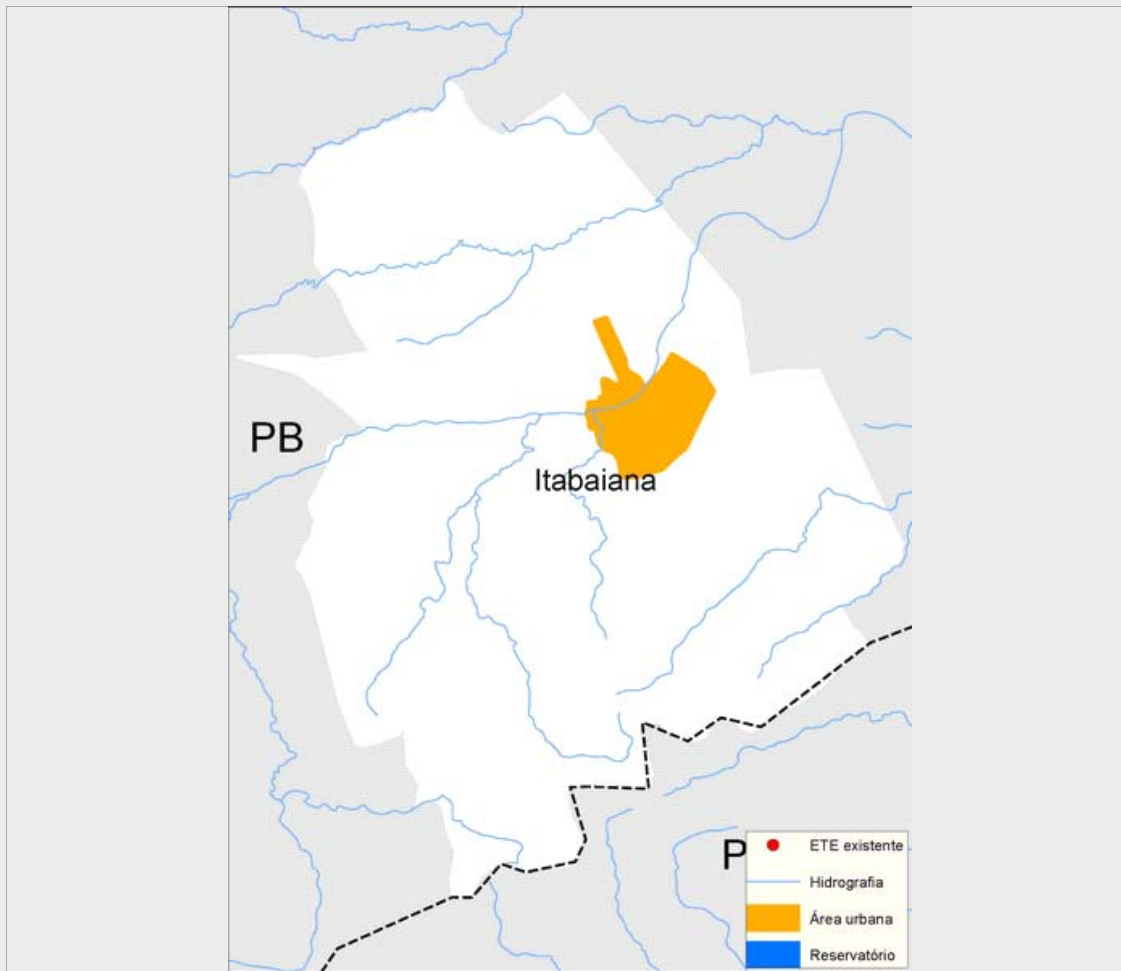 PB
Itabaiana
P
ETE existente
Hidrografia
Área urbana
Reservatório